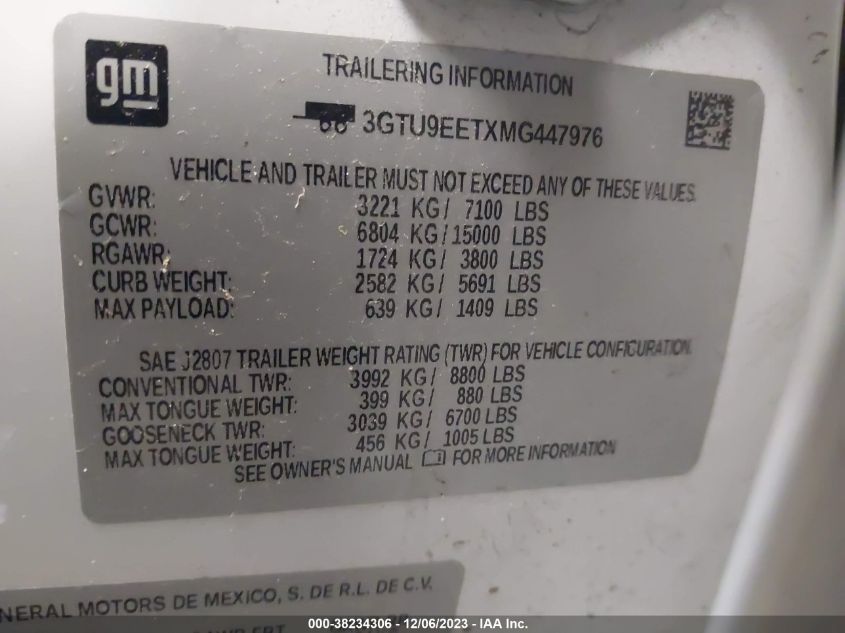 gm
TRAILERING INFORMATION
3GTU9EETXMG447976
VEHICLE AND TRAILER MUST NOT EXCEED ANY OF THESE VALUES.
GVWR: 3221 KG/ 7100 LBS
GCWR: 6804 KG/ 15000 LBS
RGAWR: 1724 KG/ 3800 LBS
CURB WEIGHT: 2582 KG/ 5691 LBS
MAX PAYLOAD: 639 KG/ 1409 LBS
SAE J2807 TRAILER WEIGHT RATING (TWR) FOR VEHICLE CONFIGURATION.
CONVENTIONAL TWR: 3992 KG/ 8800 LBS
MAX TONGUE WEIGHT: 399 KG/ 880 LBS
GOOSENECK TWR: 3039 KG/ 6700 LBS
MAX TONGUE WEIGHT: 456 KG/ 1005 LBS
SEE OWNER'S MANUAL FOR MORE INFORMATION
NERAL MOTORS DE MEXICO, S. DE R.L. DE C.V.
000-38234306 - 12/06/2023 - © IAA Inc.